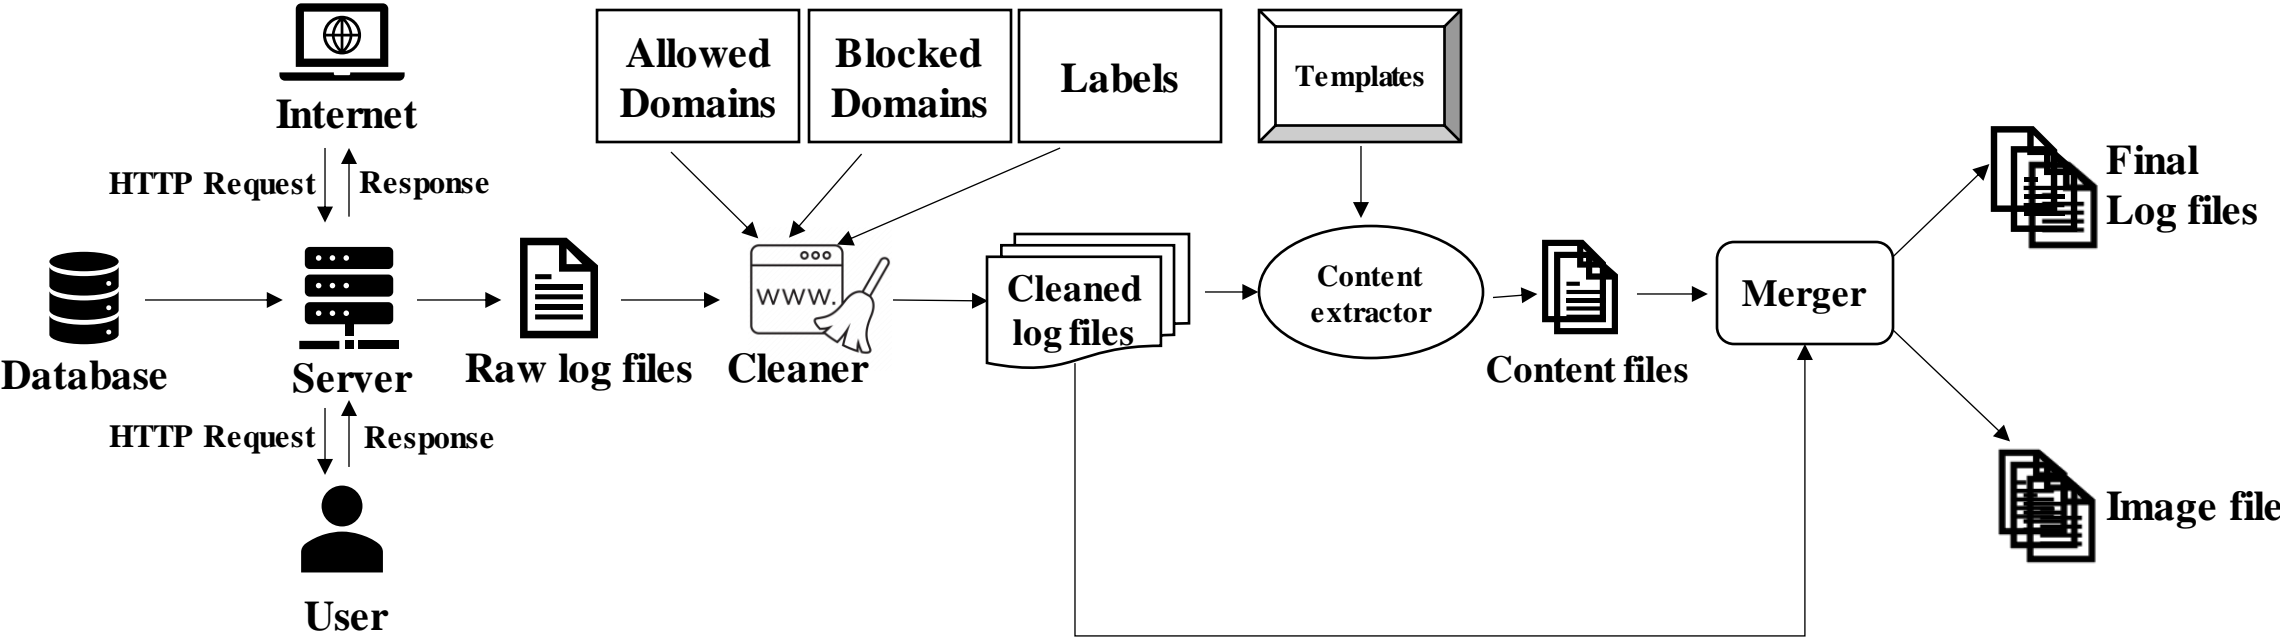 Allowed
Domains
Blocked
Domains
Labels
Templates
Internet
HTTP Request
Response
Final
Log files
Database
Server
Raw log files
www.
Cleaner
Cleaned
log files
Content
extractor
Content files
Merger
HTTP Request
Response
Image file
User